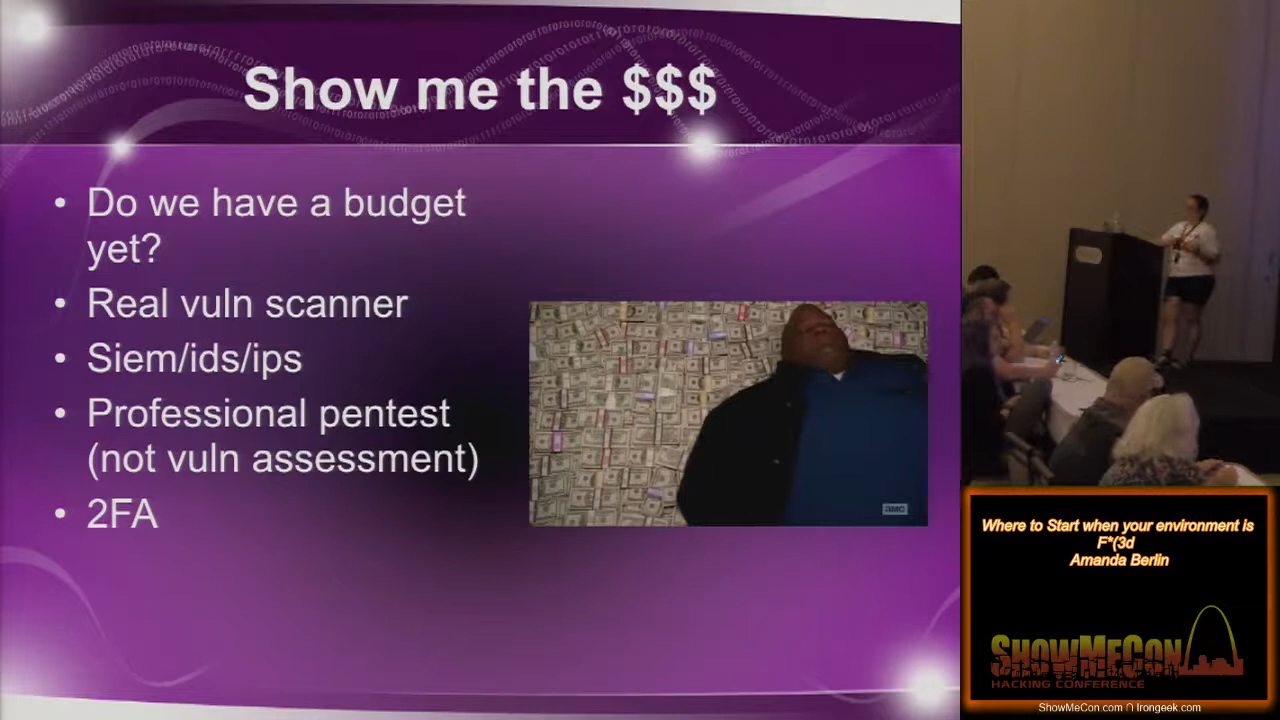 Show me the $$$
• Do we have a budget
yet?
• Real vuln scanner
• Siem/ids/ips
• Professional pentest
(not vuln assessment)
• 2FA
amc
Where to Start when your environment is
F*(3d
Amanda Berlin
SHOWMECON
HACKING CONFERENCE
ShowMeCon.com ∩ Irongeek.com